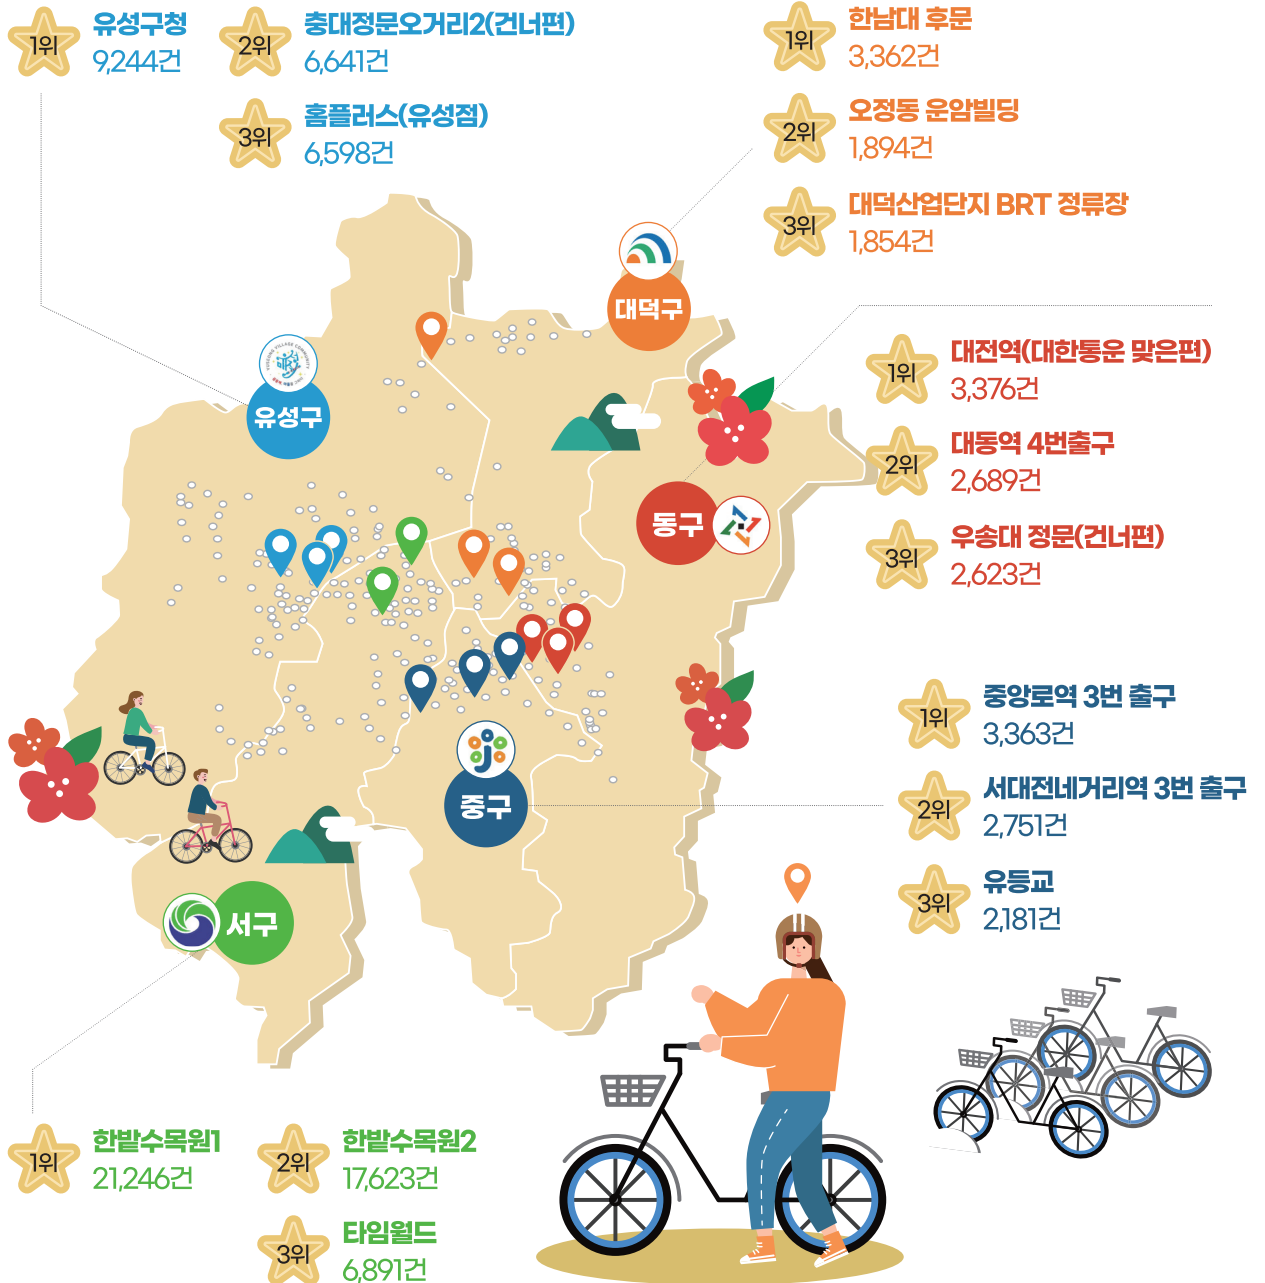 1위
유성구청
9,244건
2위
충대정문오거리2(건너편)
6,641건
3위
홈플러스(유성점)
6,598건
1위
한남대 후문
3,362건
2위
오정동 운암빌딩
1,894건
3위
대덕산업단지 BRT 정류장
1,854건
대덕구
유성구
1위
대전역(대한통운 맞은편)
3,376건
2위
대동역 4번출구
2,689건
3위
우송대 정문(건너편)
2,623건
동구
1위
중앙로역 3번 출구
3,363건
2위
서대전네거리역 3번 출구
2,751건
3위
유등교
2,181건
중구
서구
1위
한밭수목원1
21,246건
2위
한밭수목원2
17,623건
3위
타임월드
6,891건